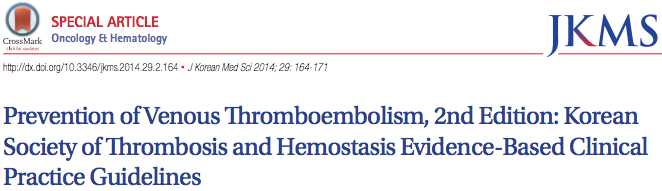 CrossMark
click for updates
SPECIAL ARTICLE
Oncology & Hematology
JKMS
http://dx.doi.org/10.3346/jkms.2014.29.2.164 • J Korean Med Sci 2014; 29: 164-171
Prevention of Venous Thromboembolism, 2nd Edition: Korean
Society of Thrombosis and Hemostasis Evidence-Based Clinical
Practice Guidelines